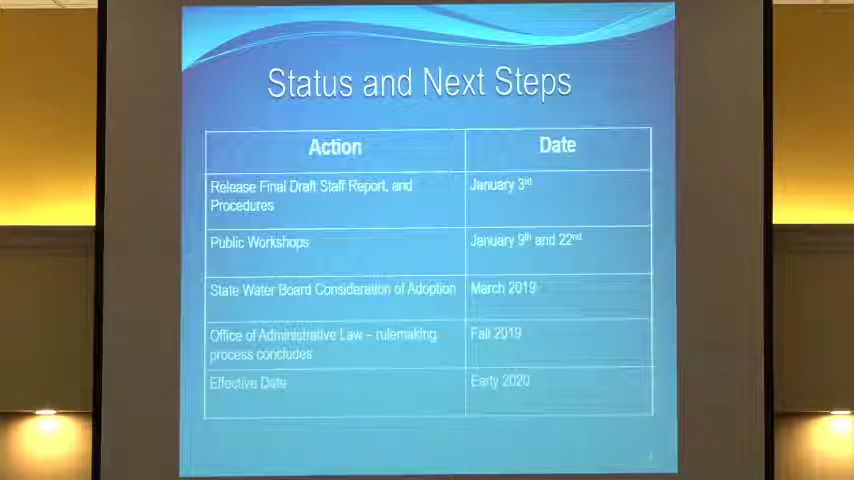 Status and Next Steps
Action
Date
Release Final Draft Staff Report, and
Procedures
January 3rd
Public Workshops
January 9th and 22nd
State Water Board Consideration of Adoption
March 2019
Office of Administrative Law – rulemaking
process concludes
Fall 2019
Effective Date
Early 2020